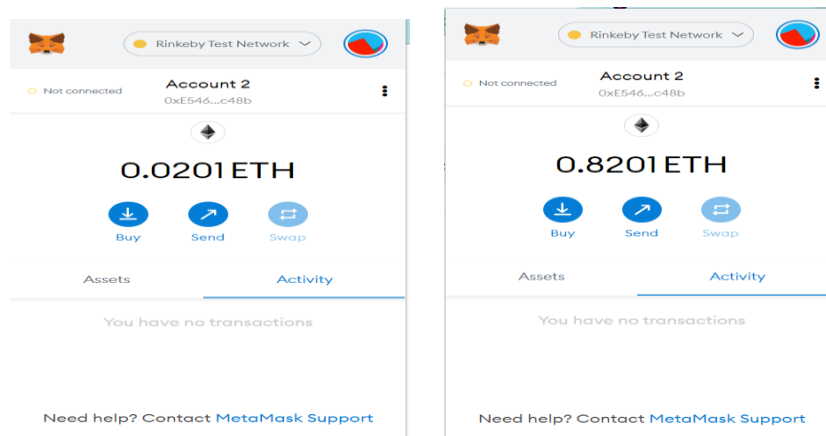 Rinkeby Test Network
Not connected
Account 2
0xE546...c48b
0.0201 ETH
Buy Send Swap
Assets Activity
You have no transactions
Need help? Contact MetaMask Support
Rinkeby Test Network
Not connected
Account 2
0xE546...c48b
0.8201 ETH
Buy Send Swap
Assets Activity
You have no transactions
Need help? Contact MetaMask Support